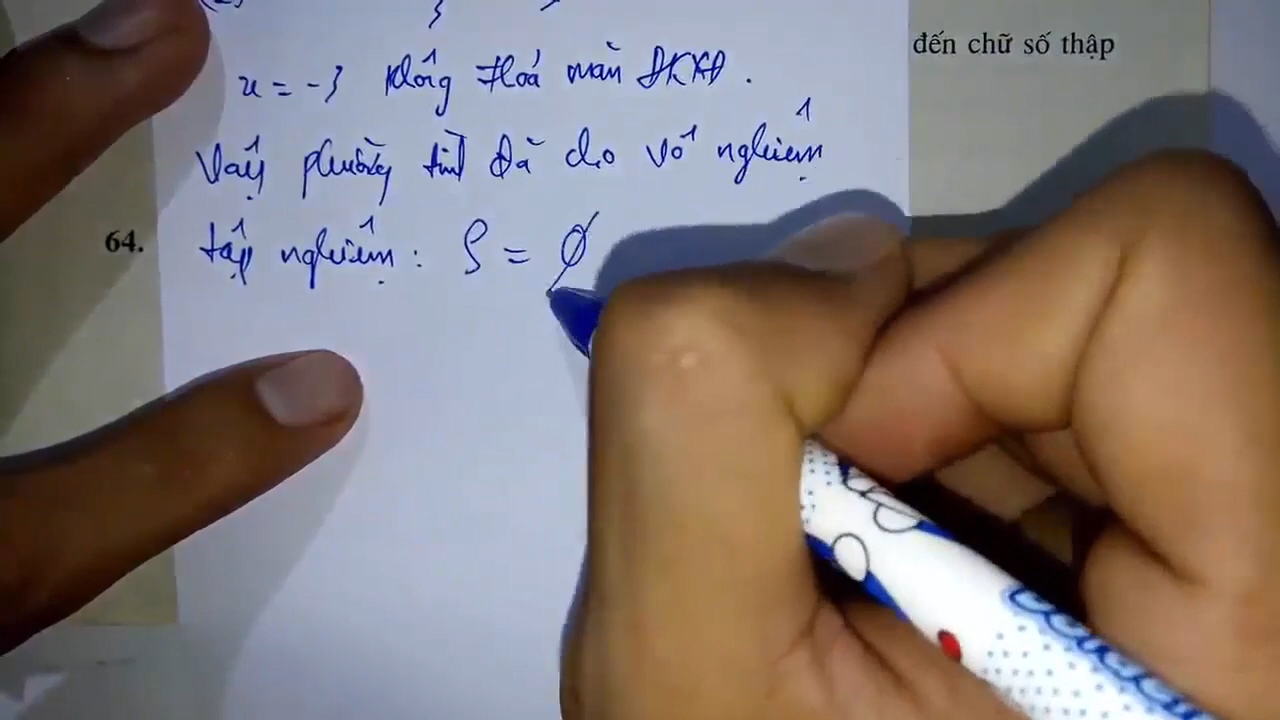 đến chữ số thập
x = -3 không thoả mãn ĐKXĐ.
Vậy phương trình đã cho vô nghiệm
64.
tập nghiệm: S = ∅